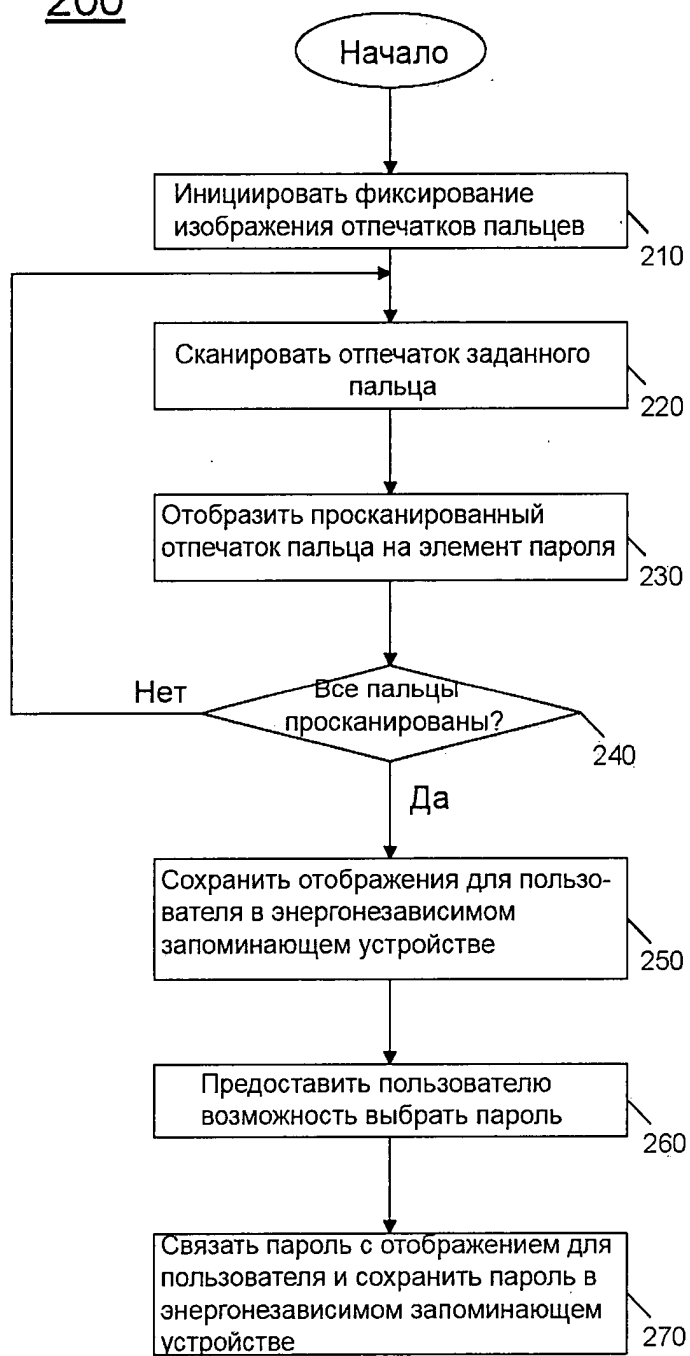 200
Начало
Инициировать фиксирование
изображения отпечатков пальцев
210
Сканировать отпечаток заданного
пальца
220
Отобразить просканированный
отпечаток пальца на элемент пароля
230
Нет
Все пальцы
просканированы?
240
Да
Сохранить отображения для пользо-
вателя в энергонезависимом
запоминающем устройстве
250
Предоставить пользователю
возможность выбрать пароль
260
Связать пароль с отображением для
пользователя и сохранить пароль в
энергонезависимом запоминающем
устройстве
270